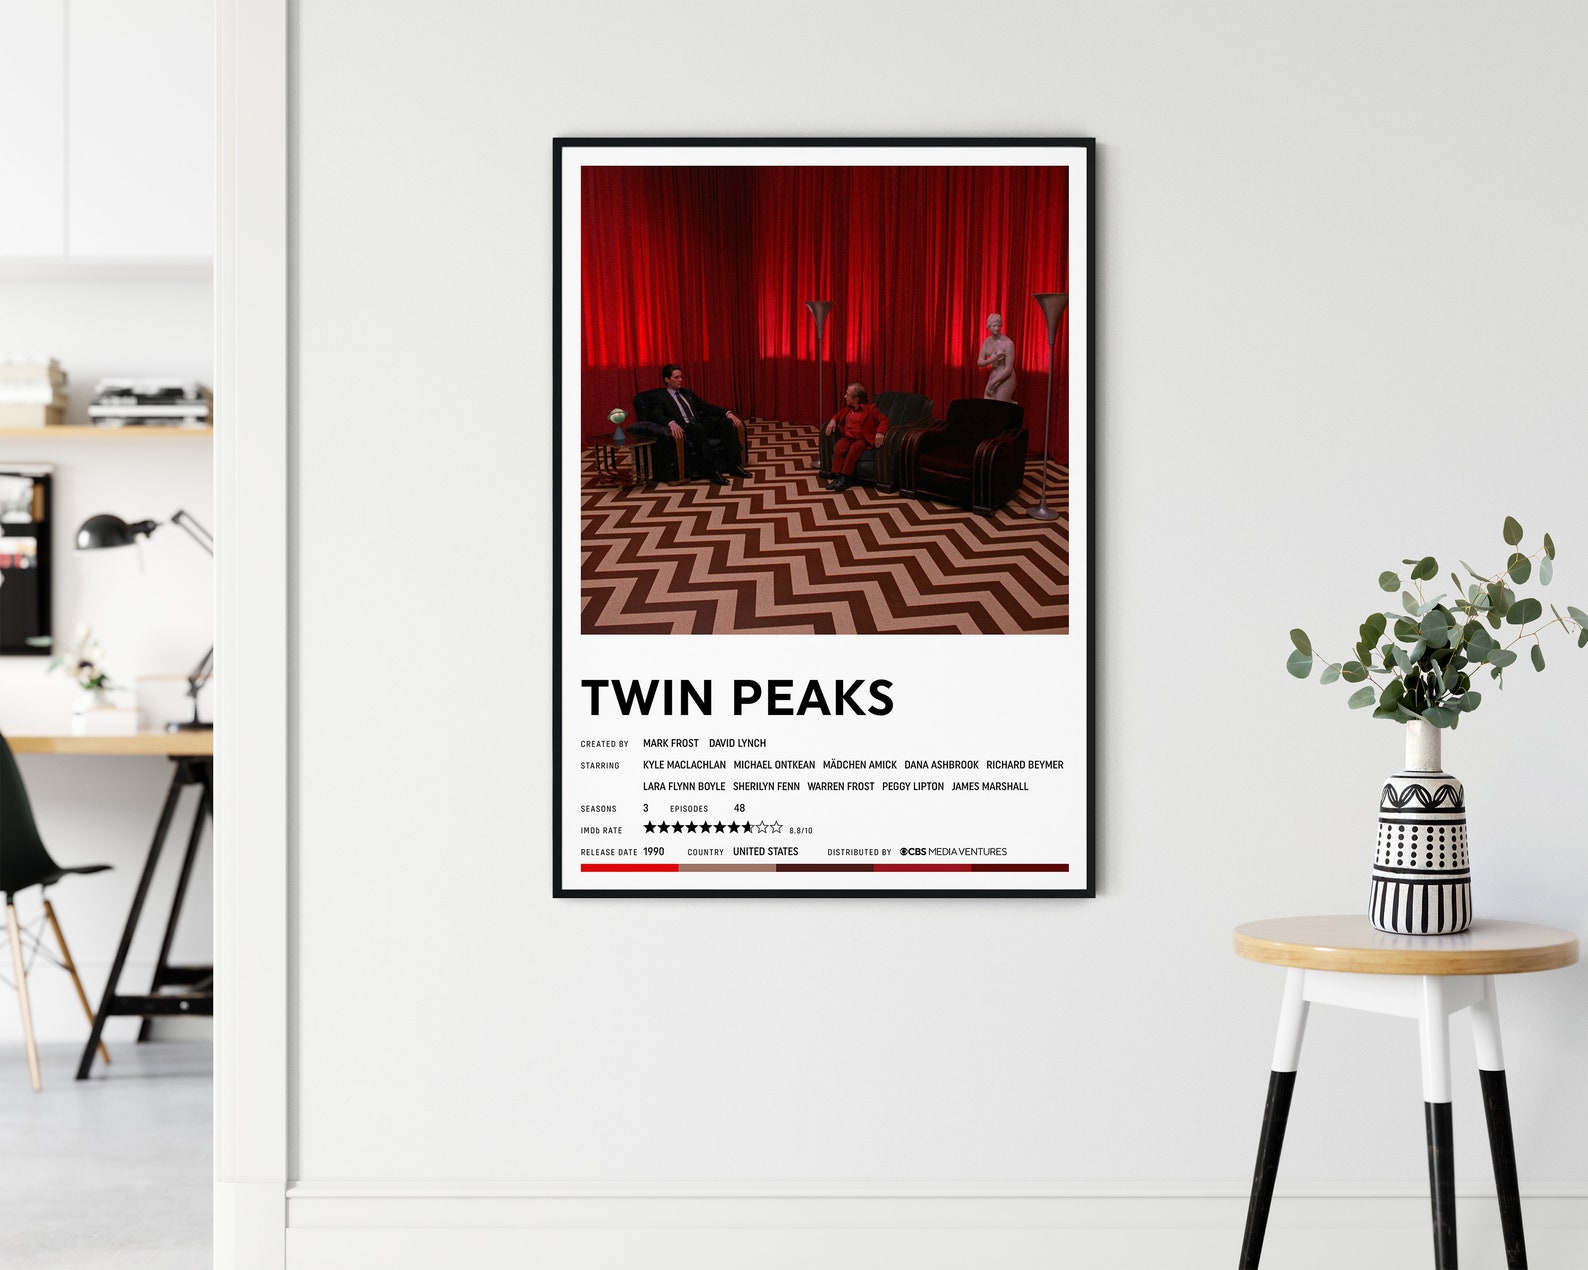 TWIN PEAKS
CREATED BY MARK FROST DAVID LYNCH
STARRING KYLE MACLACHLAN MICHAEL ONTKEAN MÄDCHEN AMICK DANA ASHBROOK RICHARD BEYMER
LARA FLYNN BOYLE SHERILYN FENN WARREN FROST PEGGY LIPTON JAMES MARSHALL
SEASONS 3 EPISODES 48
IMDb RATE 8.8/10
RELEASE DATE 1990 COUNTRY UNITED STATES DISTRIBUTED BY CBS MEDIA VENTURES